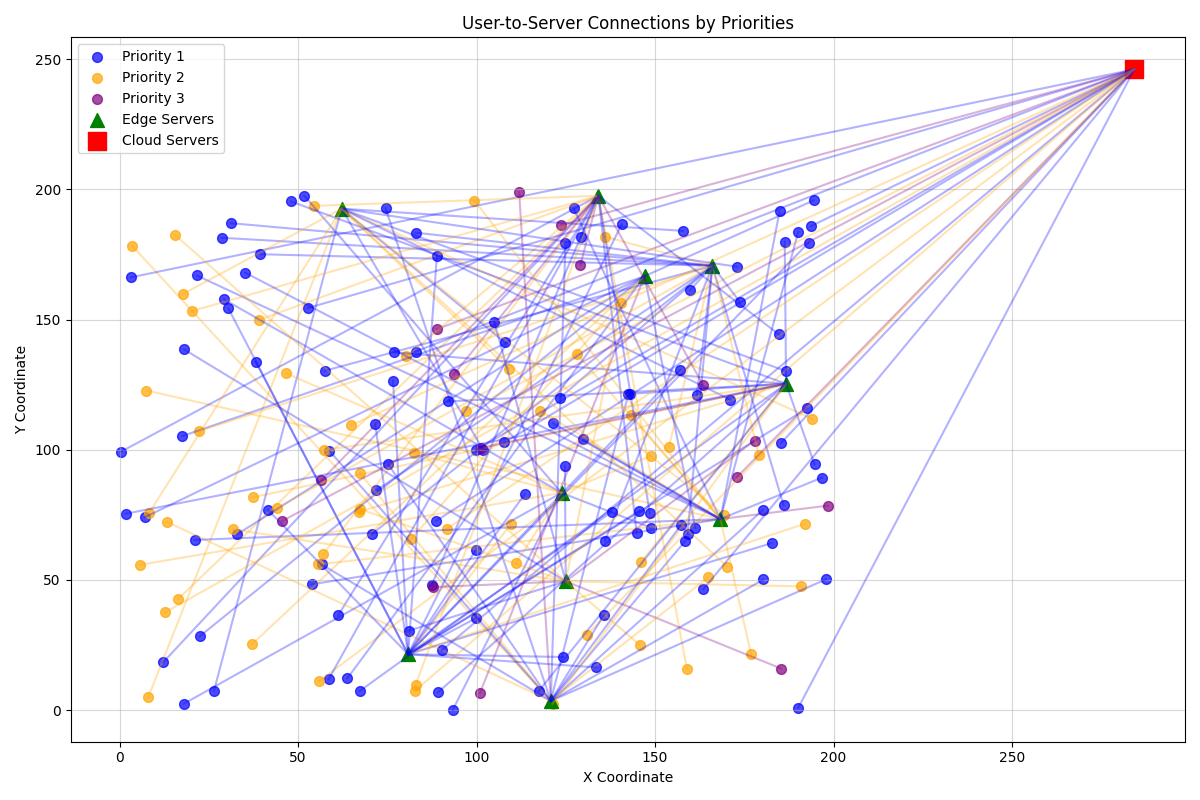 User-to-Server Connections by Priorities
Priority 1
Priority 2
Priority 3
Edge Servers
Cloud Servers
Y Coordinate
250
200
150
100
50
0
0 50 100 150 200 250
X Coordinate